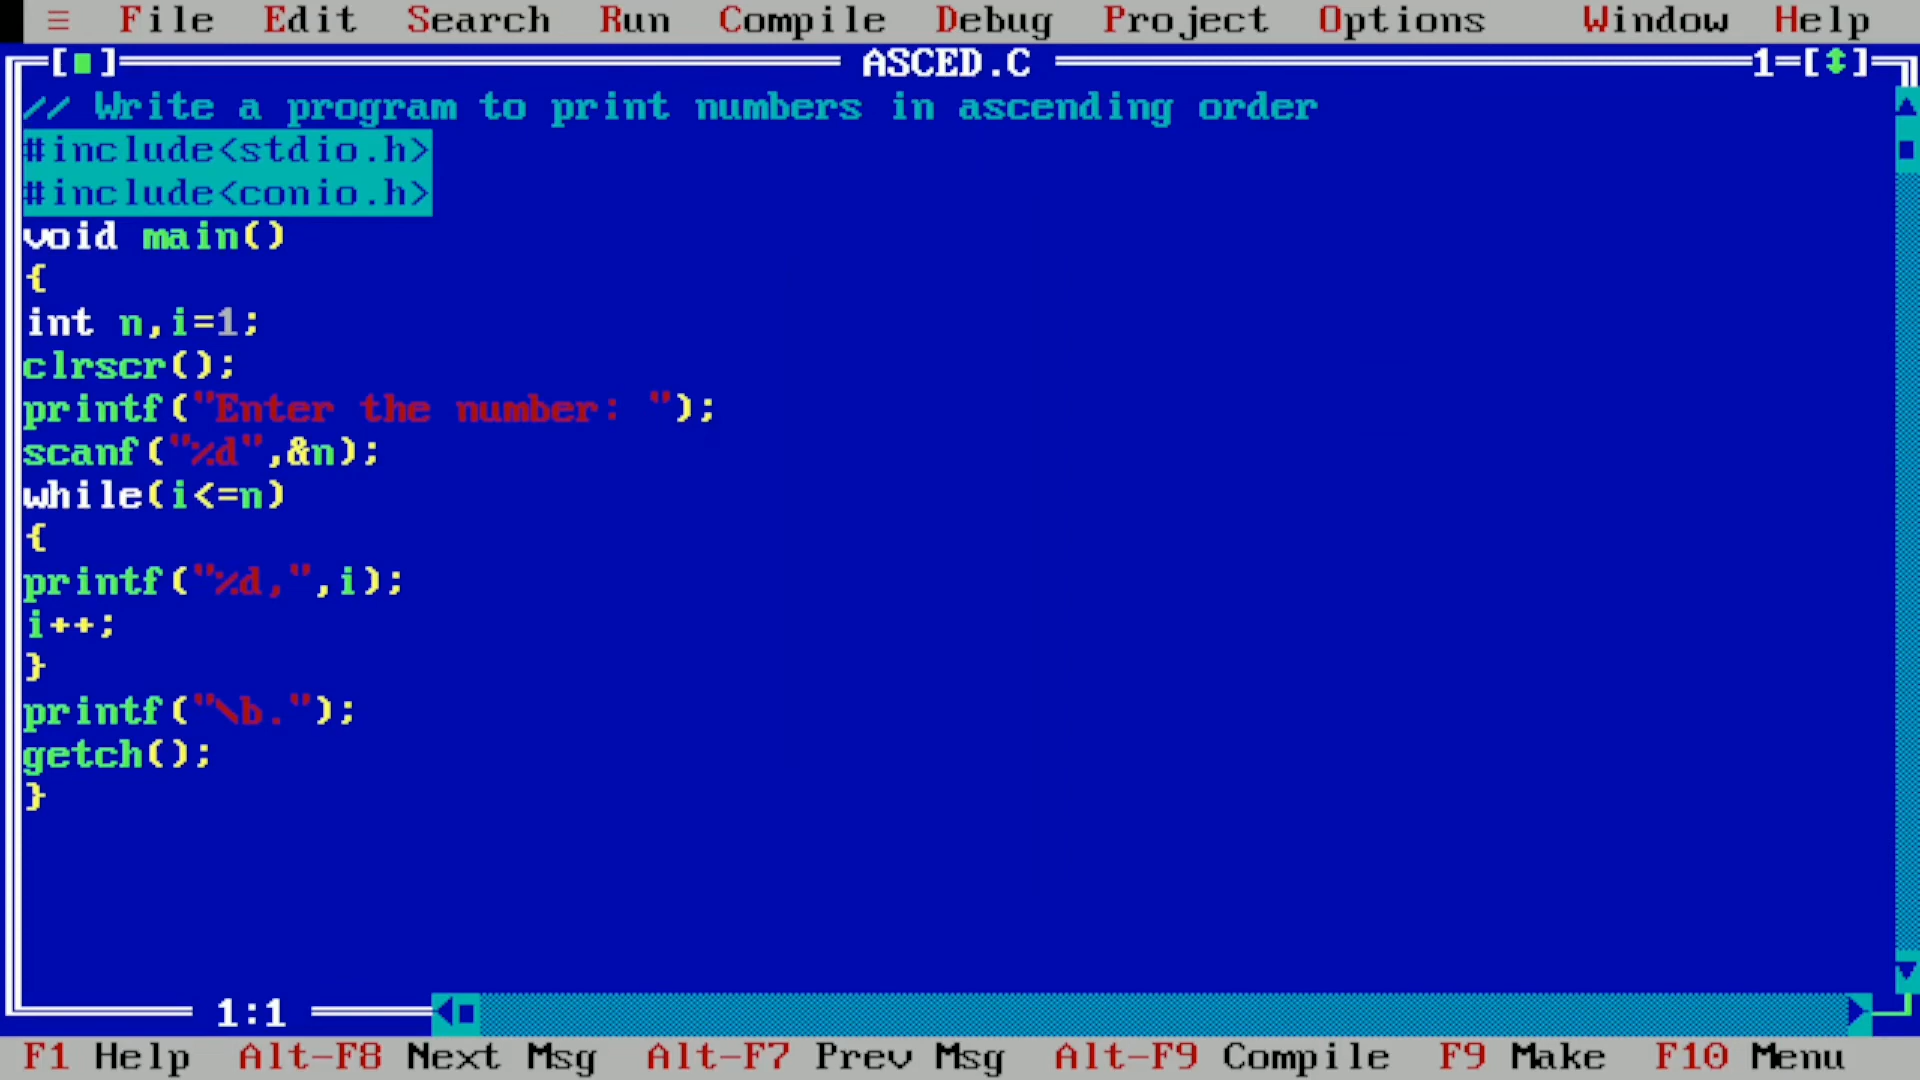 ≡ File Edit Search Run Compile Debug Project Options Window Help
[■] ASCED.C 1=[↕]
// Write a program to print numbers in ascending order
#include<stdio.h>
#include<conio.h>
void main()
{
int n,i=1;
clrscr();
printf("Enter the number: ");
scanf("%d",&n);
while(i<=n)
{
printf("%d,",i);
i++;
}
printf("\b.");
getch();
}
1:1
F1 Help Alt-F8 Next Msg Alt-F7 Prev Msg Alt-F9 Compile F9 Make F10 Menu